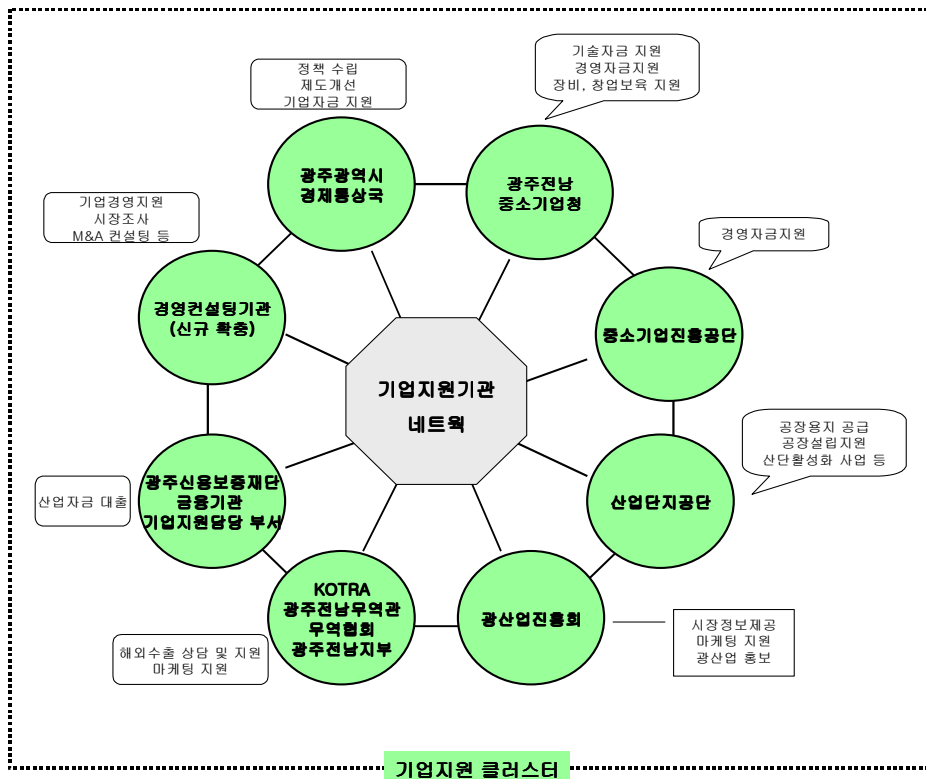 정책 수립
제도개선
기업자금 지원
기술자금 지원
경영자금지원
장비, 창업보육 지원
광주광역시
경제통상국
광주전남
중소기업청
기업경영지원
시장조사
M&A 컨설팅 등
경영자금지원
경영컨설팅기관
(신규 확충)
중소기업진흥공단
기업지원기관
네트웍
공장용지 공급
공장설립지원
산단활성화 사업 등
산업자금 대출
광주신용보증재단
금융기관
기업지원담당 부서
산업단지공단
KOTRA
광주전남무역관
무역협회
광주전남지부
광산업진흥회
해외수출 상담 및 지원
마케팅 지원
시장정보제공
마케팅 지원
광산업 홍보
기업지원 클러스터